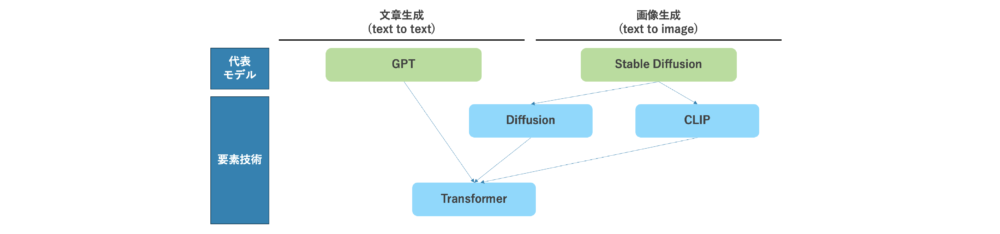 文章生成
(text to text)
画像生成
(text to image)
代表
モデル
GPT
Stable Diffusion
要素技術
Diffusion
CLIP
Transformer